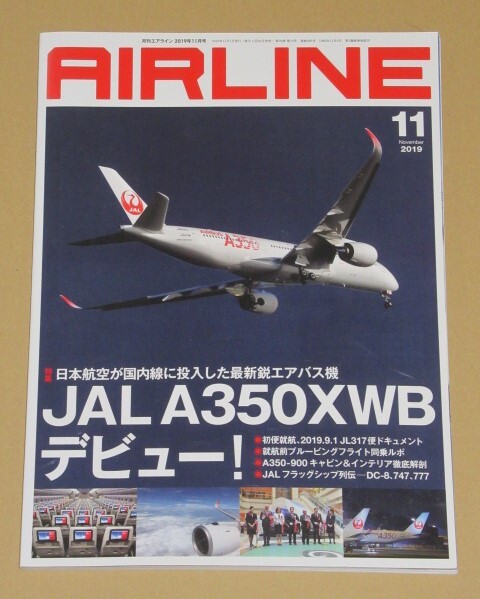 月刊エアライン 2019年11月号
AIRLINE
11
November
2019
JAL
A350
特集
日本航空が国内線に投入した最新鋭エアバス機
JAL A350XWB
デビュー!
初便就航、2019.9.1 JL317便ドキュメント
就航前プルービングフライト同乗ルポ
A350-900 キャビン&インテリア徹底解剖
JALフラッグシップ列伝─DC-8、747、777
A350